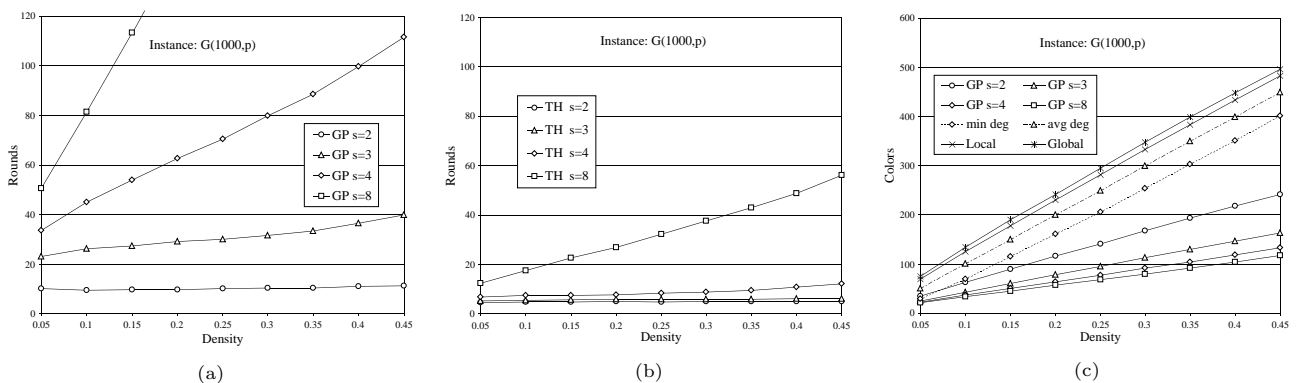 120
100
80
60
40
20
0
Rounds
Instance: G(1000,p)
GP s=2
GP s=3
GP s=4
GP s=8
0.05 0.1 0.15 0.2 0.25 0.3 0.35 0.4 0.45
Density
(a)
120
100
80
60
40
20
0
Rounds
Instance: G(1000,p)
TH s=2
TH s=3
TH s=4
TH s=8
0.05 0.1 0.15 0.2 0.25 0.3 0.35 0.4 0.45
Density
(b)
600
500
400
300
200
100
0
Colors
Instance: G(1000,p)
GP s=2 GP s=3
GP s=4 GP s=8
min deg avg deg
Local Global
0.05 0.1 0.15 0.2 0.25 0.3 0.35 0.4 0.45
Density
(c)